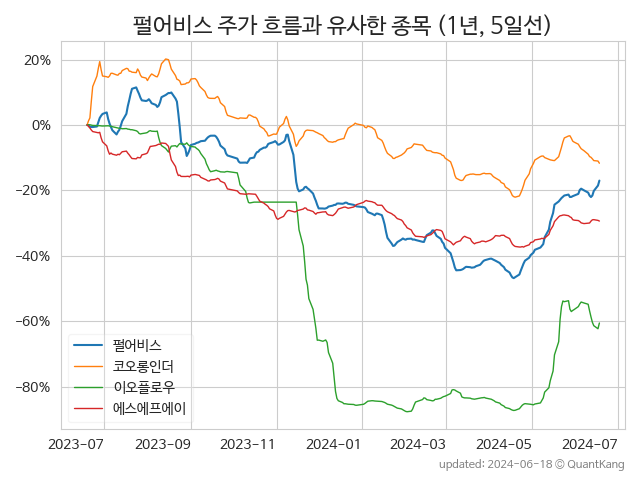 펄어비스 주가 흐름과 유사한 종목 (1년, 5일선)
20%
0%
−20%
−40%
−60%
−80%
펄어비스
코오롱인더
이오플로우
에스에프에이
2023-07 2023-09 2023-11 2024-01 2024-03 2024-05 2024-07
updated: 2024-06-18 © QuantKang